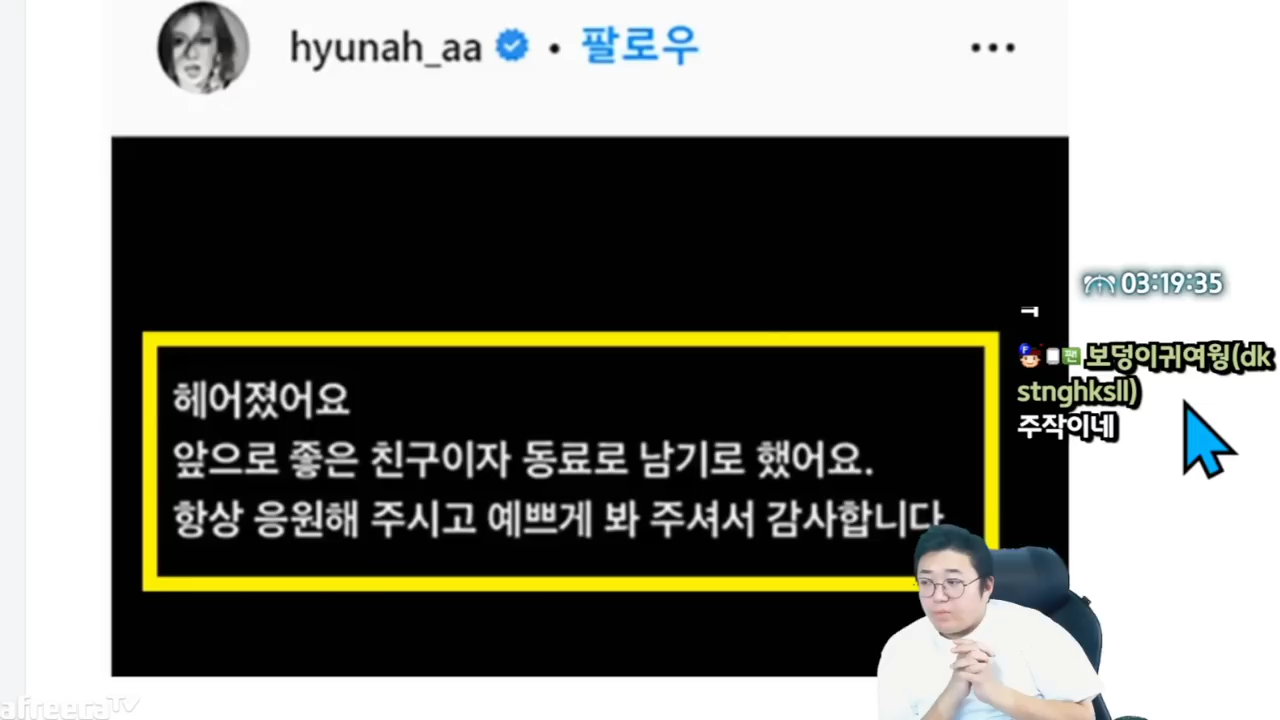 hyunah_aa • 팔로우
헤어졌어요
앞으로 좋은 친구이자 동료로 남기로 했어요.
항상 응원해 주시고 예쁘게 봐 주셔서 감사합니다
03:19:35
ㅋ
F 팬 보덩이귀여웡(dk
stnghksll)
주작이네
afreecaTV